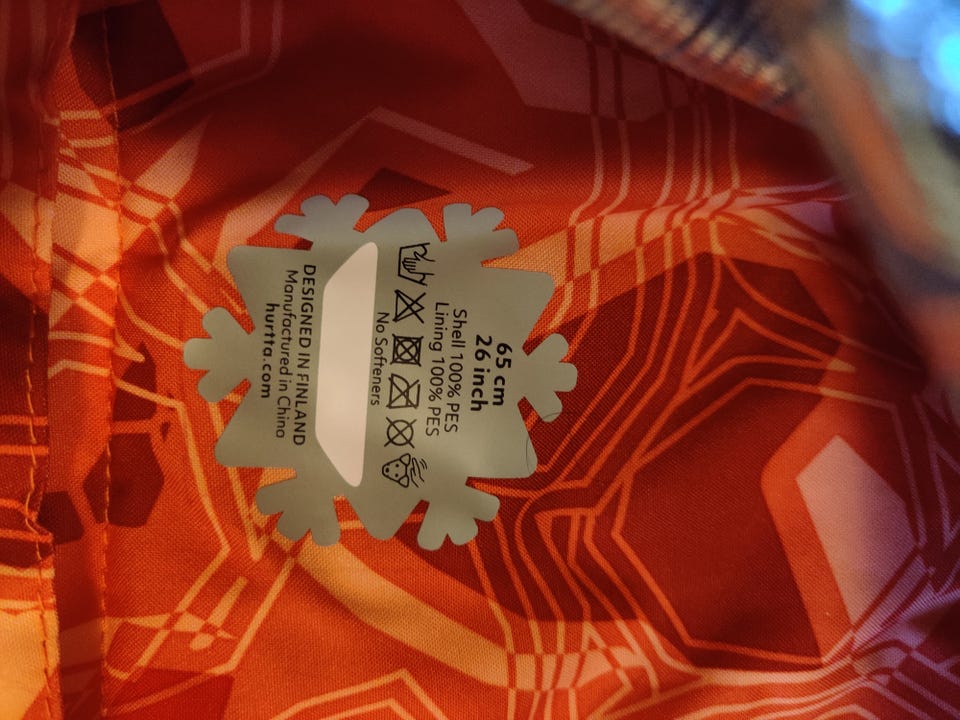 65 cm
26 inch
Shell 100% PES
Lining 100% PES
No Softeners
DESIGNED IN FINLAND
Manufactured in China
hurtta.com